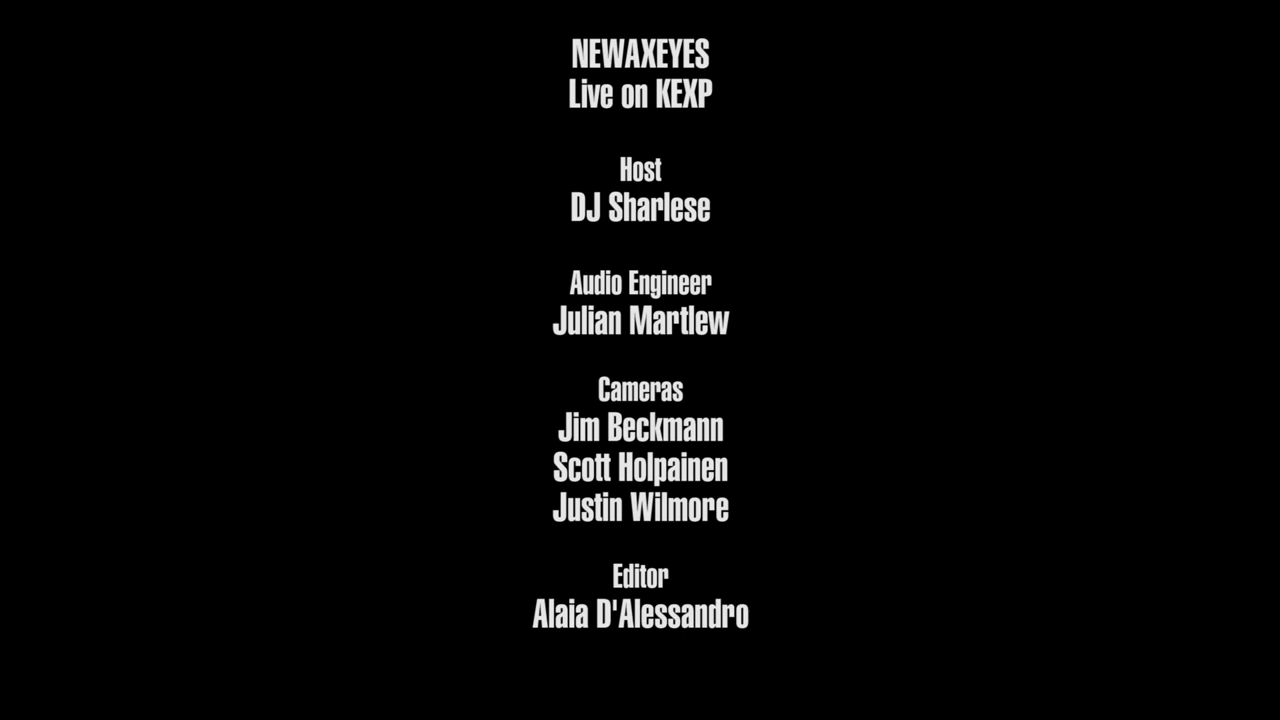 NEWAXEYES
Live on KEXP
Host
DJ Sharlese
Audio Engineer
Julian Martlew
Cameras
Jim Beckmann
Scott Holpainen
Justin Wilmore
Editor
Alaia D'Alessandro